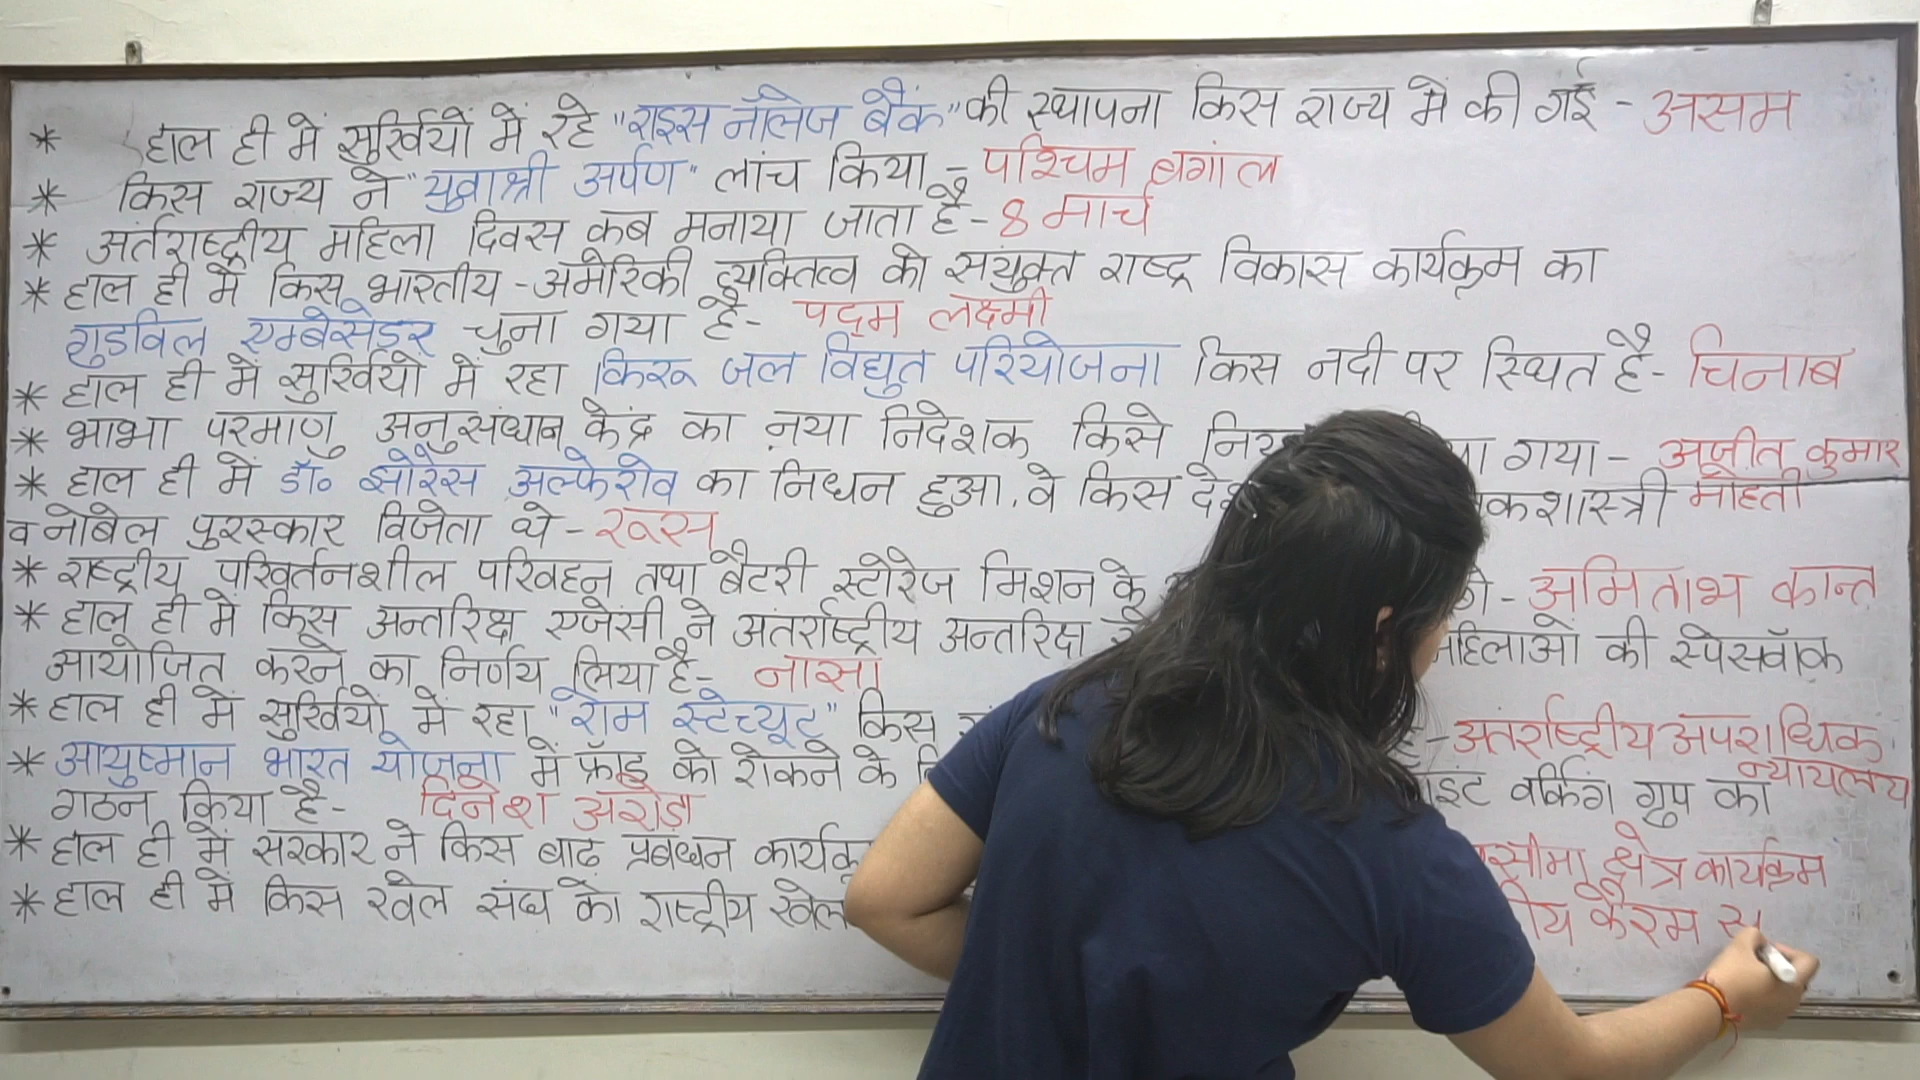 * हाल ही में सुर्खियों में रहे "राइस नॉलेज बैंक" की स्थापना किस राज्य में की गई - असम
* किस राज्य ने "युवाश्री अर्पण" लांच किया - पश्चिम बगांल
* अंर्तराष्ट्रीय महिला दिवस कब मनाया जाता है - 8 मार्च
* हाल ही में किस भारतीय - अमेरिकी व्यक्तित्व को संयुक्त राष्ट्र विकास कार्यक्रम का
गुडविल एम्बेसेडर चुना गया है - पद्म लक्ष्मी
* हाल ही में सुर्खियों में रहा किरू जल विद्युत परियोजना किस नदी पर स्थित है - चिनाब
* भाभा परमाणु अनुसंधान केंद्र का नया निदेशक किसे गया - अजीत कुमार
* हाल ही में डॉ० झोरेस अल्फेरोव का निधन हुआ, वे किस मोहंती
व नोबेल पुरस्कार विजेता थे - रूस
* राष्ट्रीय परिवर्तनशील परिवहन तथा बैटरी स्टोरेज मिशन के - अमिताभ कान्त
* हाल ही में किस अन्तरिक्ष एजेंसी ने अंतर्राष्ट्रीय अन्तरिक्ष महिलाओं की स्पेसवॉक
आयोजित करने का निर्णय लिया है - नासा
* हाल ही में सुर्खियों में रहा "रोम स्टेच्यूट" किस - अंतर्राष्ट्रीय अपराधिक
न्यायलय
* आयुष्मान भारत योजना में फ्रॉड को रोकने के वर्किंग ग्रुप का
गठन किया है - दिनेश अरोड़ा
* हाल ही में सरकार ने किस बाढ़ प्रबंधन क्षेत्र कार्यक्रम
* हाल ही में किस खेल संघ को राष्ट्रीय खेल कैरम